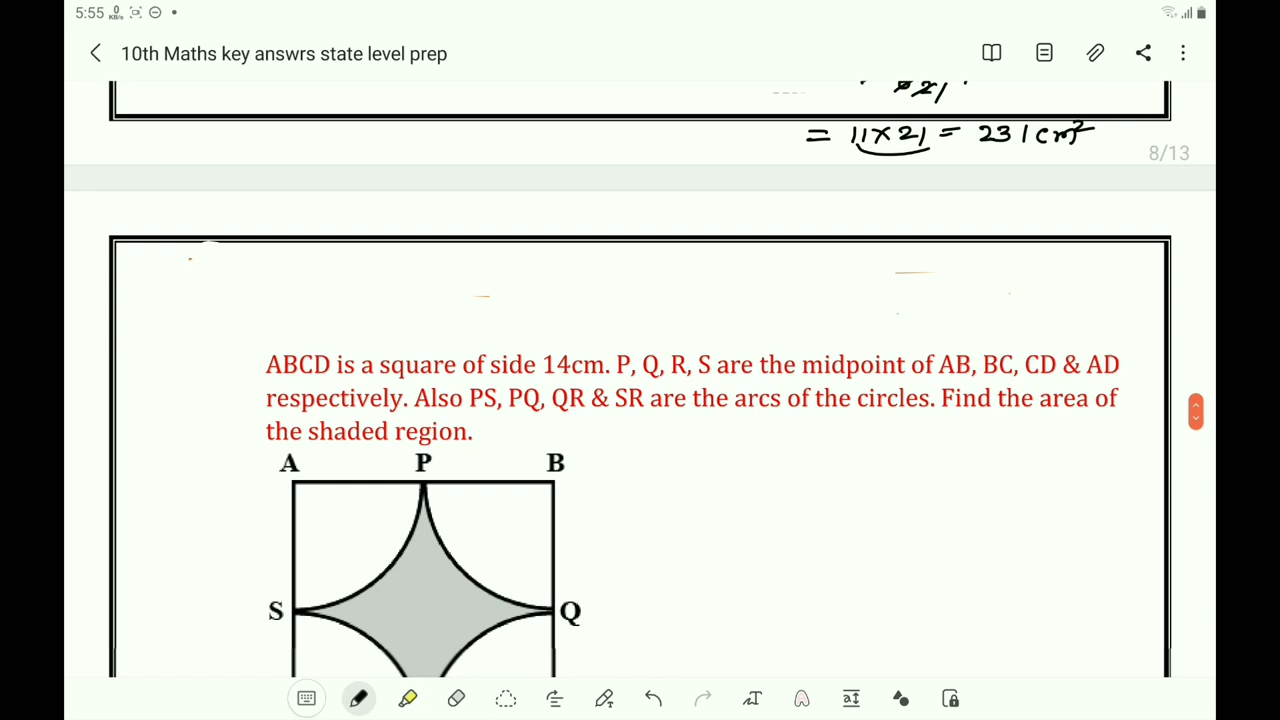 5:55 0 KB/s
10th Maths key answrs state level prep
= 11 × 21 = 231 cm²
8/13
ABCD is a square of side 14cm. P, Q, R, S are the midpoint of AB, BC, CD & AD
respectively. Also PS, PQ, QR & SR are the arcs of the circles. Find the area of
the shaded region.
A P B
S Q